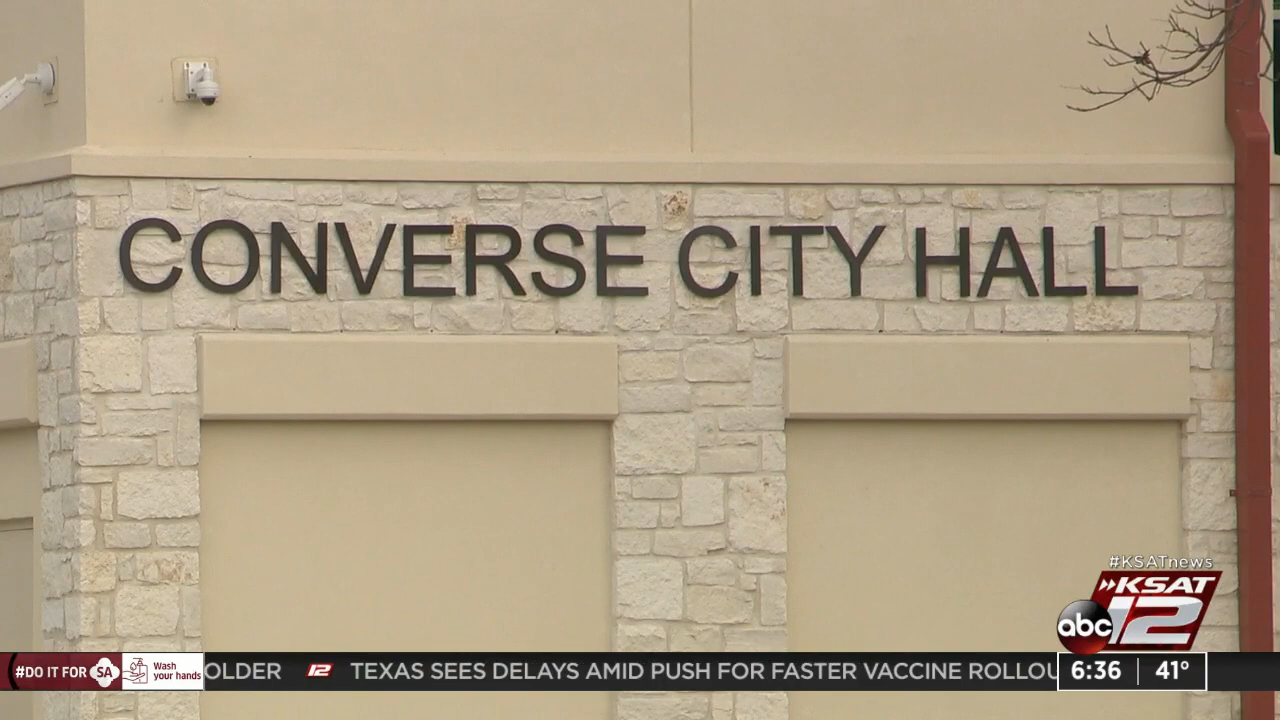 CONVERSE CITY HALL
#KSATnews
KSAT
abc 12
#DO IT FOR SA
Wash
your hands
OLDER 12 TEXAS SEES DELAYS AMID PUSH FOR FASTER VACCINE ROLLOU
6:36 41°